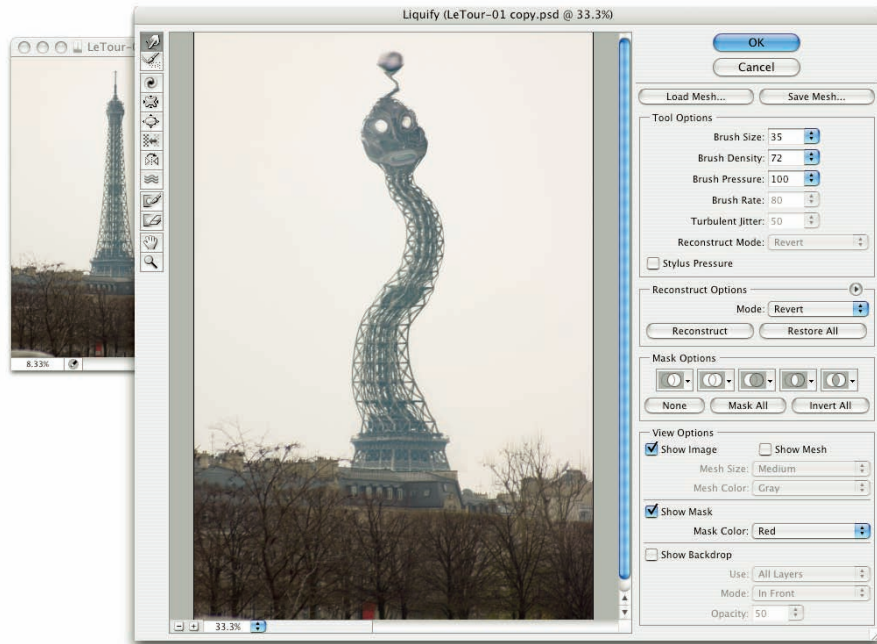 Liquify (LeTour-01 copy.psd @ 33.3%)
LeTour-
8.33%
33.3%
OK
Cancel
Load Mesh... Save Mesh...
Tool Options
Brush Size: 35
Brush Density: 72
Brush Pressure: 100
Brush Rate: 80
Turbulent Jitter: 50
Reconstruct Mode: Revert
Stylus Pressure
Reconstruct Options
Mode: Revert
Reconstruct Restore All
Mask Options
None Mask All Invert All
View Options
Show Image Show Mesh
Mesh Size: Medium
Mesh Color: Gray
Show Mask
Mask Color: Red
Show Backdrop
Use: All Layers
Mode: In Front
Opacity: 50